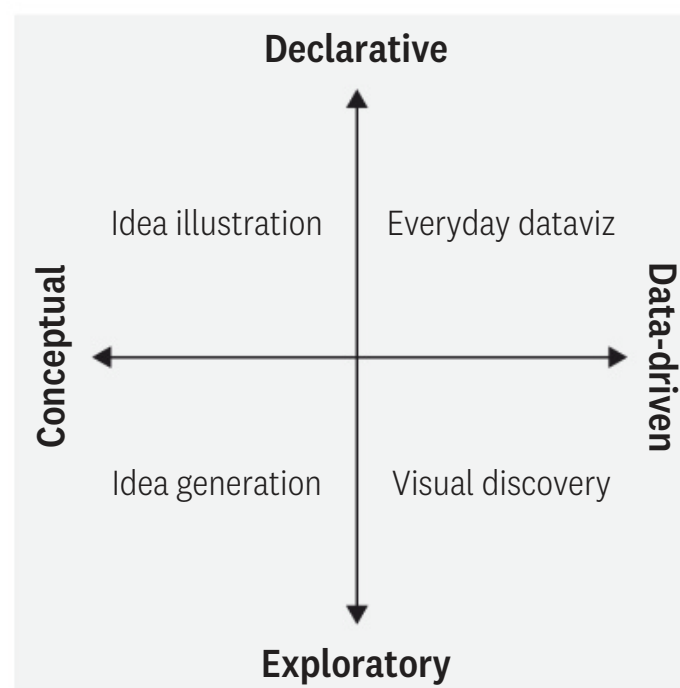 Declarative
Idea illustration
Everyday dataviz
Conceptual
Data-driven
Idea generation
Visual discovery
Exploratory